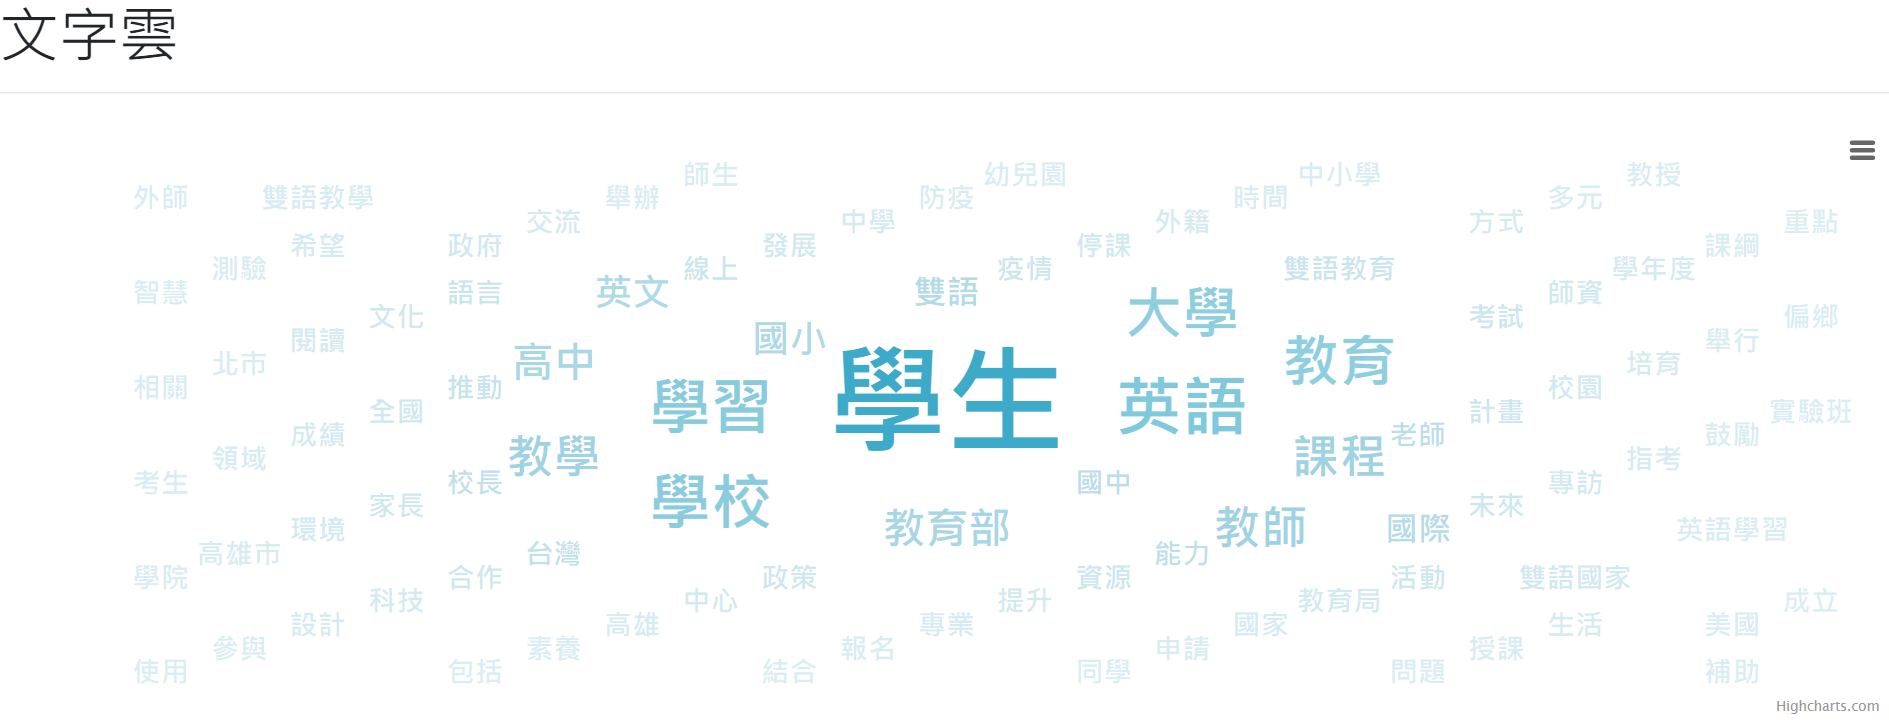 文字雲
師生
幼兒園
中小學
教授
外師
雙語教學
舉辦
防疫
時間
多元
交流
中學
外籍
方式
重點
希望
政府
發展
停課
課綱
測驗
線上
疫情
雙語教育
學年度
智慧
語言
英文
雙語
師資
文化
大學
考試
偏鄉
閱讀
國小
舉行
北市
高中
教育
培育
相關
推動
學生
校園
全國
學習
英語
計畫
實驗班
成績
老師
鼓勵
領域
教學
課程
指考
考生
校長
國中
專訪
家長
學校
未來
環境
教育部
教師
國際
英語學習
高雄市
台灣
能力
學院
合作
政策
資源
活動
雙語國家
科技
中心
提升
教育局
成立
設計
高雄
專業
國家
生活
美國
參與
素養
報名
申請
授課
使用
包括
結合
同學
問題
補助
Highcharts.com